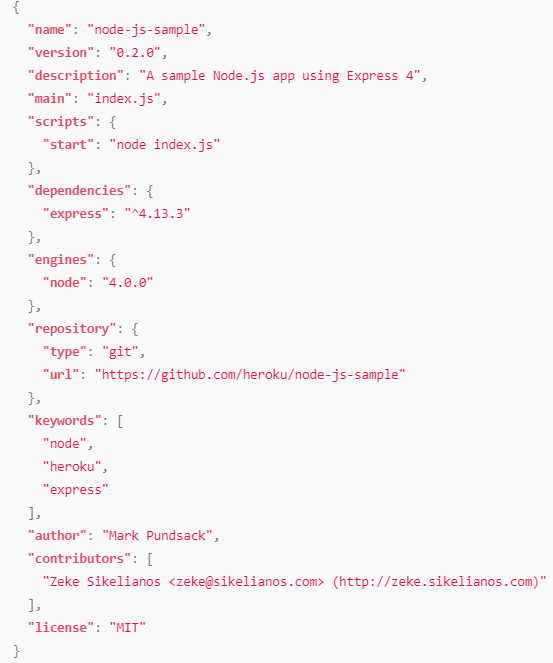 {
  "name": "node-js-sample",
  "version": "0.2.0",
  "description": "A sample Node.js app using Express 4",
  "main": "index.js",
  "scripts": {
    "start": "node index.js"
  },
  "dependencies": {
    "express": "^4.13.3"
  },
  "engines": {
    "node": "4.0.0"
  },
  "repository": {
    "type": "git",
    "url": "https://github.com/heroku/node-js-sample"
  },
  "keywords": [
    "node",
    "heroku",
    "express"
  ],
  "author": "Mark Pundsack",
  "contributors": [
    "Zeke Sikelianos <zeke@sikelianos.com> (http://zeke.sikelianos.com)"
  ],
  "license": "MIT"
}